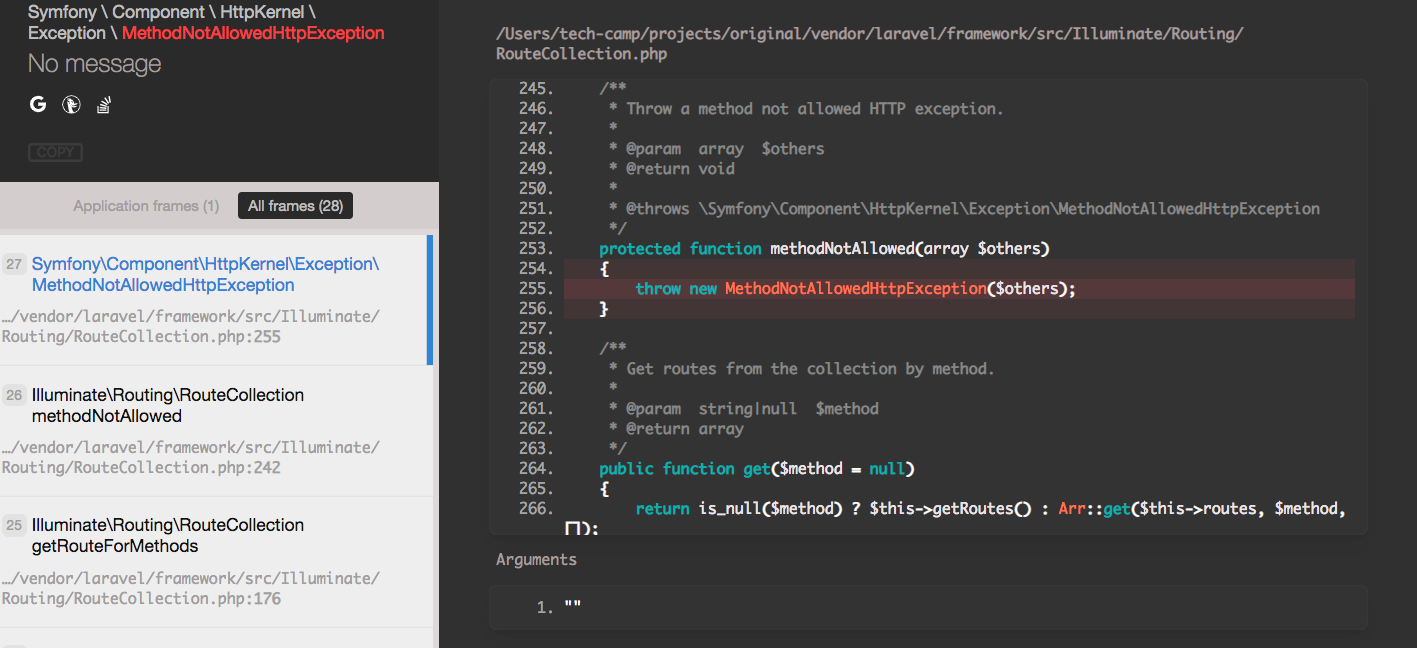 Symfony \ Component \ HttpKernel \
Exception \ MethodNotAllowedHttpException
No message
G
COPY
Application frames (1)
All frames (28)
27 Symfony\Component\HttpKernel\Exception\
MethodNotAllowedHttpException
…/vendor/laravel/framework/src/Illuminate/
Routing/RouteCollection.php:255
26 Illuminate\Routing\RouteCollection
methodNotAllowed
…/vendor/laravel/framework/src/Illuminate/
Routing/RouteCollection.php:242
25 Illuminate\Routing\RouteCollection
getRouteForMethods
…/vendor/laravel/framework/src/Illuminate/
Routing/RouteCollection.php:176
/Users/tech-camp/projects/original/vendor/laravel/framework/src/Illuminate/Routing/
RouteCollection.php
245. /**
246. * Throw a method not allowed HTTP exception.
247. *
248. * @param  array  $others
249. * @return void
250. *
251. * @throws \Symfony\Component\HttpKernel\Exception\MethodNotAllowedHttpException
252. */
253. protected function methodNotAllowed(array $others)
254. {
255. throw new MethodNotAllowedHttpException($others);
256. }
257.
258. /**
259. * Get routes from the collection by method.
260. *
261. * @param  string|null  $method
262. * @return array
263. */
264. public function get($method = null)
265. {
266. return is_null($method) ? $this->getRoutes() : Arr::get($this->routes, $method,
[]);
Arguments
1. ""